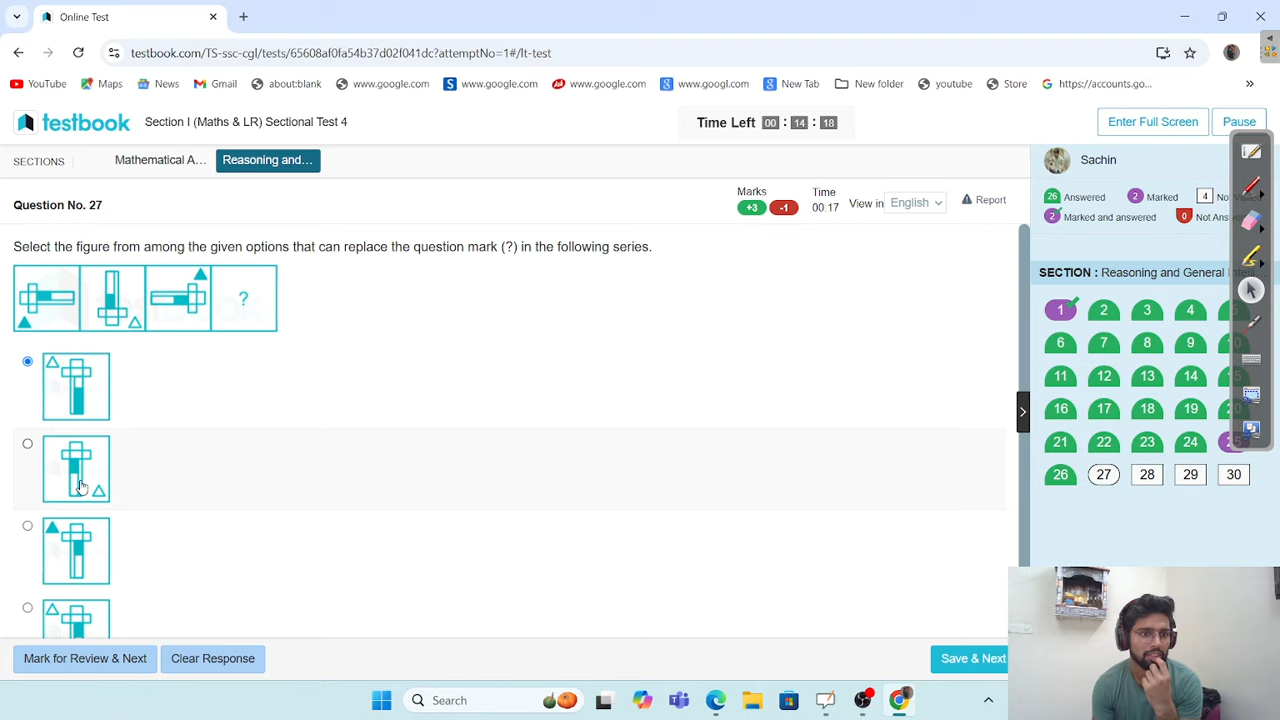 Online Test
testbook.com/TS-ssc-cgl/tests/65608af0fa54b37d02f041dc?attemptNo=1#/lt-test
YouTube Maps News Gmail about:blank www.google.com www.google.com www.google.com www.googl.com New Tab New folder youtube Store https://accounts.go... »
testbook Section I (Maths & LR) Sectional Test 4 Time Left 00 : 14 : 18 Enter Full Screen Pause
SECTIONS Mathematical A... Reasoning and... Sachin
Question No. 27 Marks +3 -1 Time 00:17 View in English Report
26 Answered 2 Marked 4
2 Marked and answered 0
Select the figure from among the given options that can replace the question mark (?) in the following series.
?
SECTION : Reasoning and General
1 2 3 4
6 7 8 9
11 12 13 14
16 17 18 19
21 22 23 24
26 27 28 29 30
Mark for Review & Next Clear Response Save & Next
Search